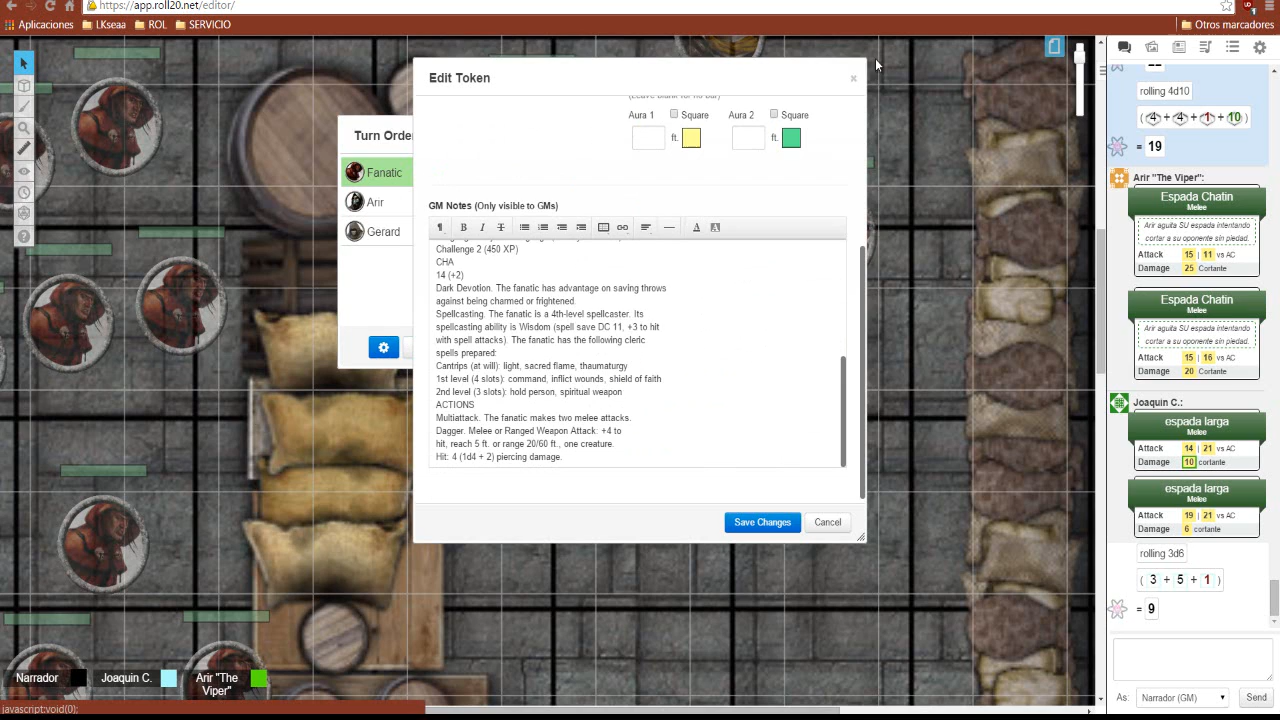 https://app.roll20.net/editor/
Aplicaciones
LKseaa
ROL
SERVICIO
Otros marcadores
Edit Token
×
Aura 1
Square
Aura 2
Square
ft.
ft.
GM Notes (Only visible to GMs)
Challenge 2 (450 XP)
CHA
14 (+2)
Dark Devotion. The fanatic has advantage on saving throws
against being charmed or frightened.
Spellcasting. The fanatic is a 4th-level spellcaster. Its
spellcasting ability is Wisdom (spell save DC 11, +3 to hit
with spell attacks). The fanatic has the following cleric
spells prepared:
Cantrips (at will): light, sacred flame, thaumaturgy
1st level (4 slots): command, inflict wounds, shield of faith
2nd level (3 slots): hold person, spiritual weapon
ACTIONS
Multiattack. The fanatic makes two melee attacks.
Dagger. Melee or Ranged Weapon Attack: +4 to
hit, reach 5 ft. or range 20/60 ft., one creature.
Hit: 4 (1d4 + 2) piercing damage.
Save Changes
Cancel
Turn Orde
Fanatic
Arir
Gerard
Narrador
Joaquin C.
Arir "The
Viper"
javascript:void(0);
rolling 4d10
(4+4+1+10)
= 19
Arir "The Viper":
Espada Chatin
Melee
Arir aguita SU espada intentando
cortar a su oponente sin piedad.
Attack 15 | 11 vs AC
Damage 25 Cortante
Espada Chatin
Melee
Arir aguita SU espada intentando
cortar a su oponente sin piedad.
Attack 15 | 16 vs AC
Damage 20 Cortante
Joaquin C.:
espada larga
Melee
Attack 14 | 21 vs AC
Damage 10 cortante
espada larga
Melee
Attack 19 | 21 vs AC
Damage 6 cortante
rolling 3d6
(3+5+1)
= 9
As: Narrador (GM)
Send